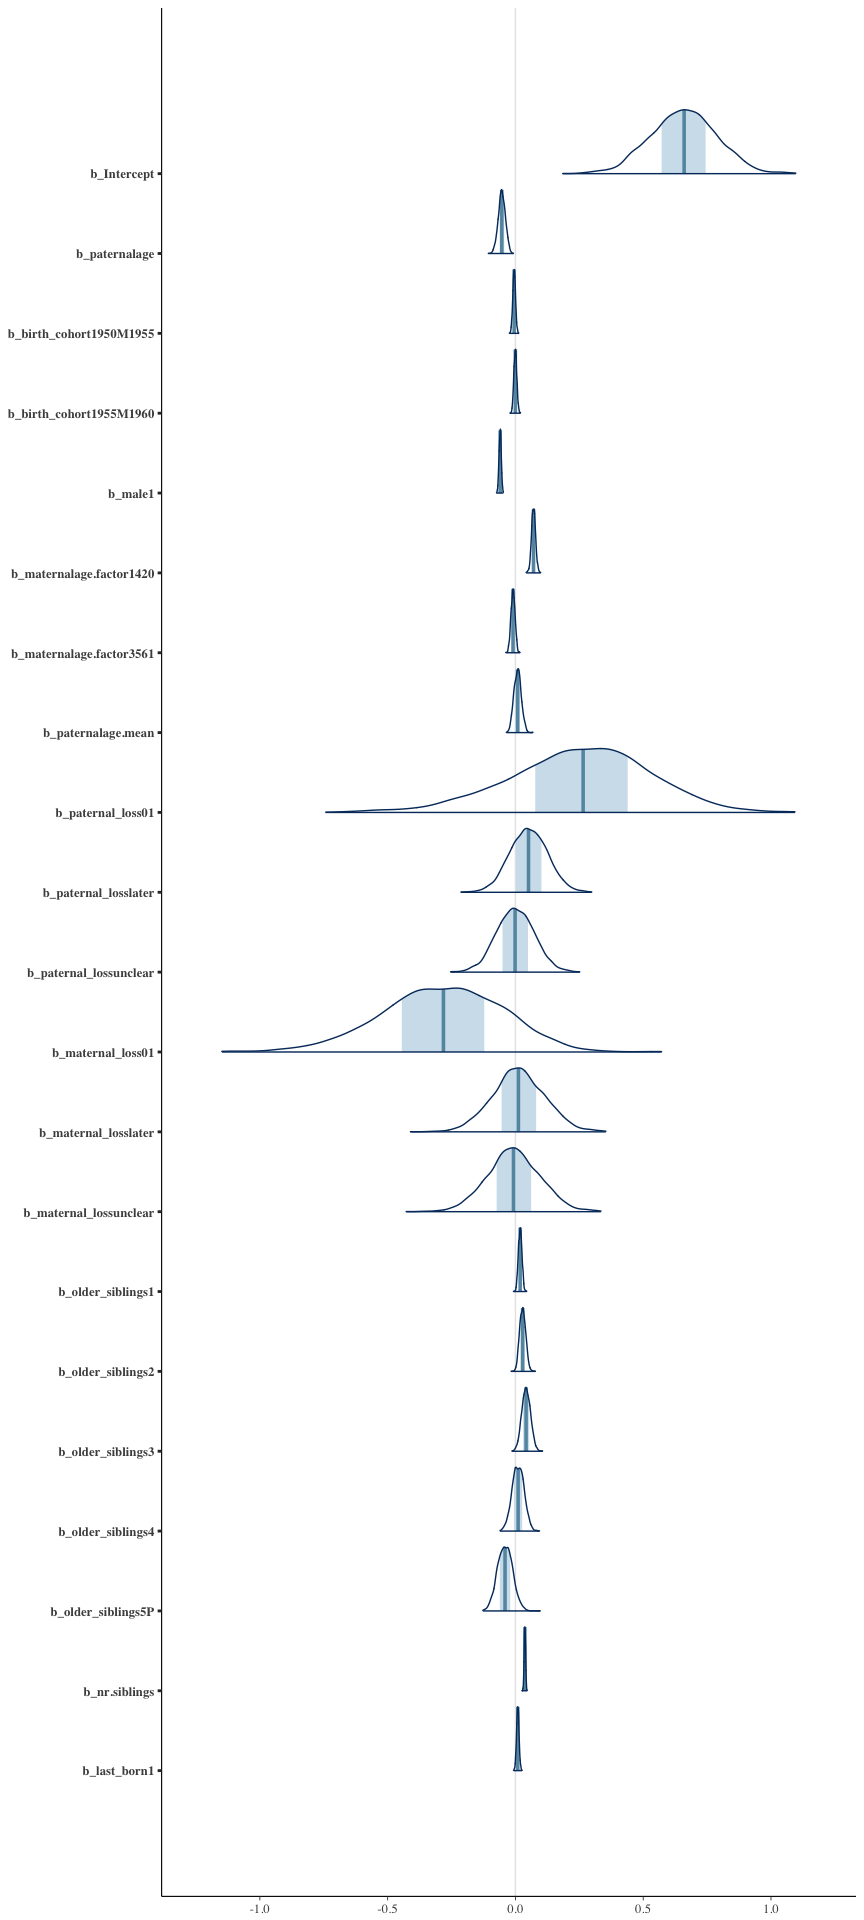 b_Intercept
b_paternalage
b_birth_cohort1950M1955
b_birth_cohort1955M1960
b_male1
b_maternalage.factor1420
b_maternalage.factor3561
b_paternalage.mean
b_paternal_loss01
b_paternal_losslater
b_paternal_lossunclear
b_maternal_loss01
b_maternal_losslater
b_maternal_lossunclear
b_older_siblings1
b_older_siblings2
b_older_siblings3
b_older_siblings4
b_older_siblings5P
b_nr.siblings
b_last_born1
-1.0 -0.5 0.0 0.5 1.0